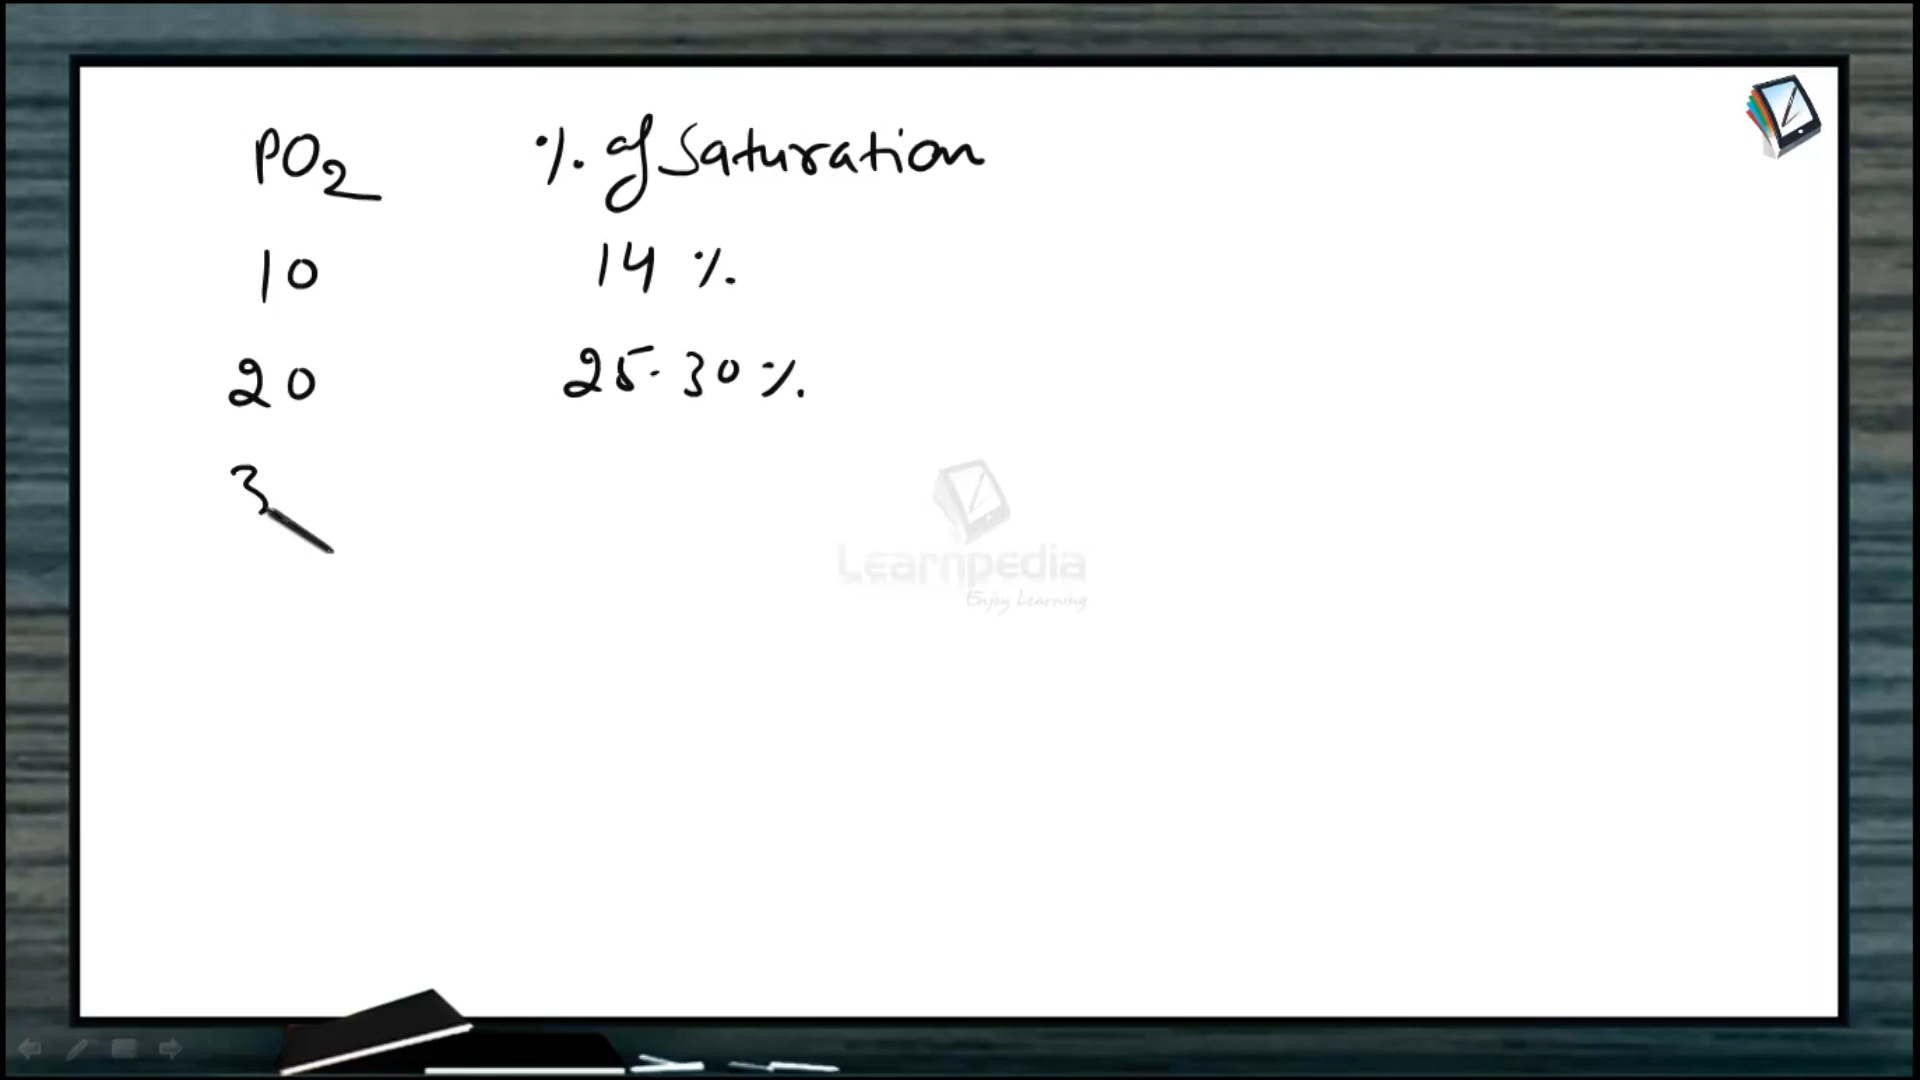 PO2 % of Saturation
10 14 %
20 25-30 %
3
Learnpedia
Enjoy Learning